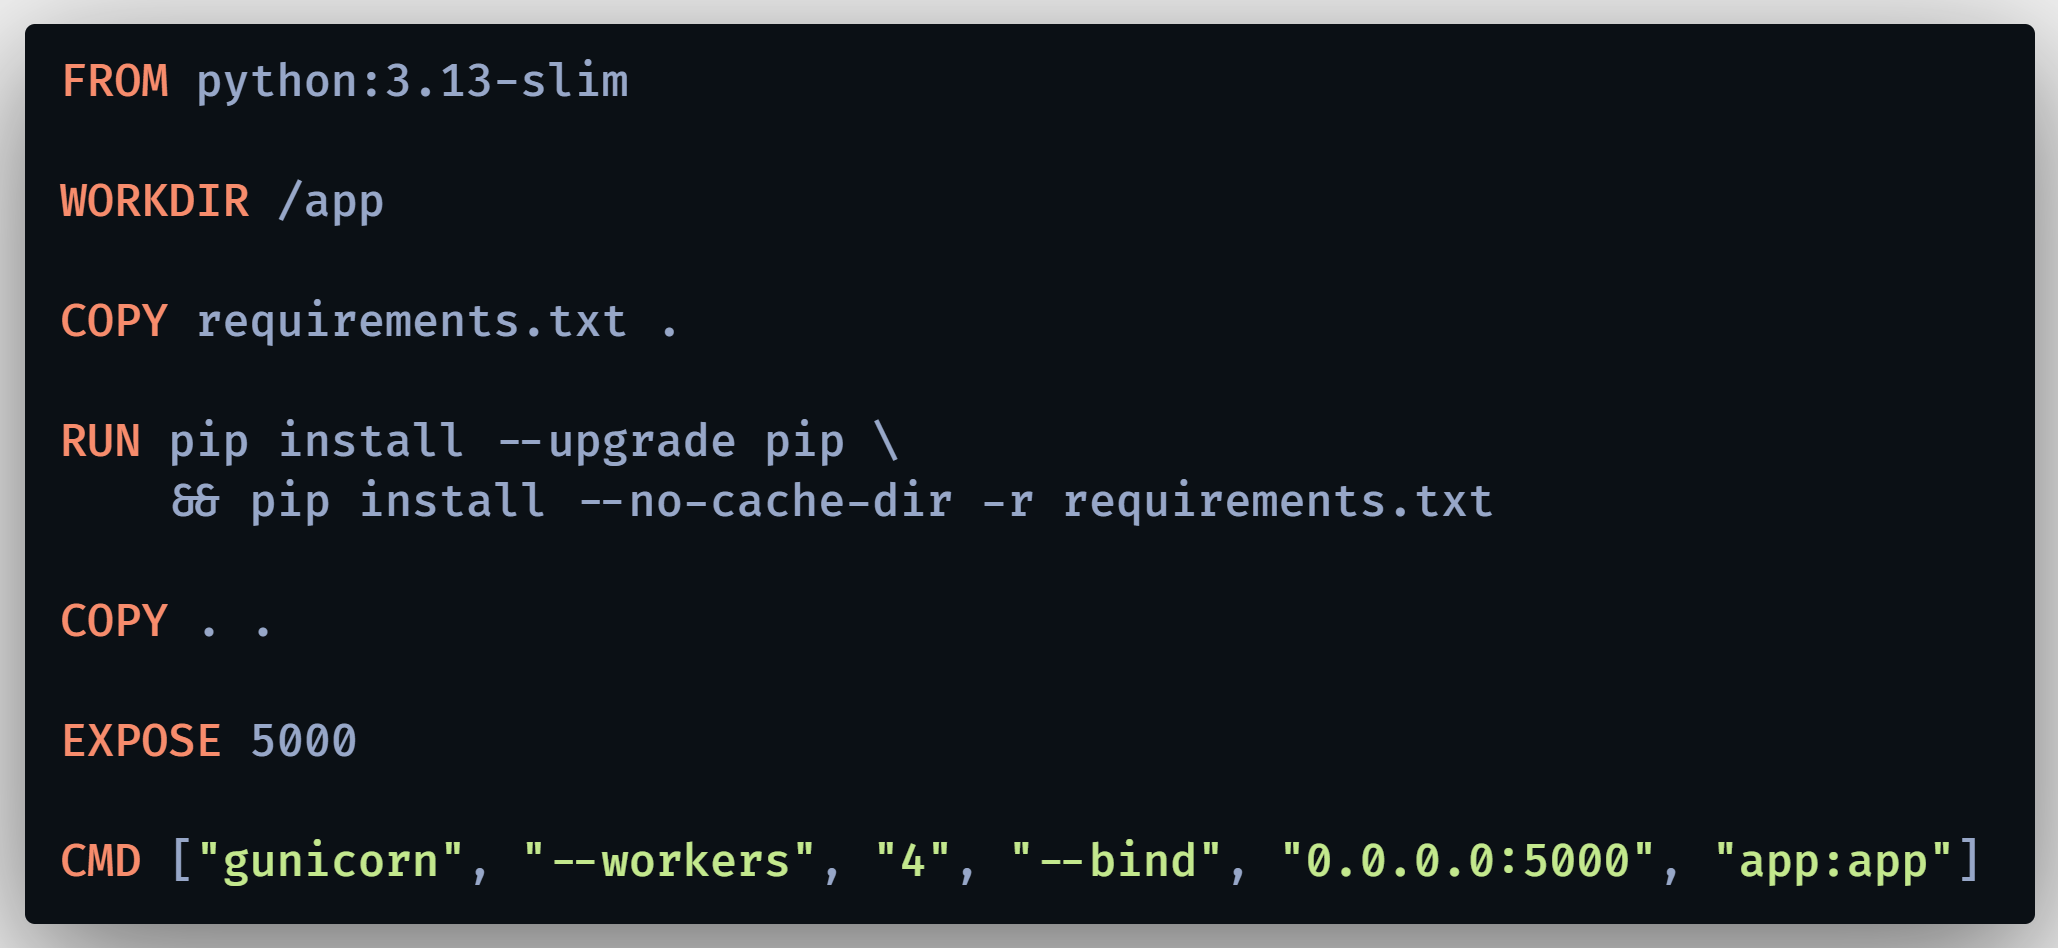 FROM python:3.13-slim
WORKDIR /app
COPY requirements.txt .
RUN pip install --upgrade pip \
    && pip install --no-cache-dir -r requirements.txt
COPY . .
EXPOSE 5000
CMD ["gunicorn", "--workers", "4", "--bind", "0.0.0.0:5000", "app:app"]